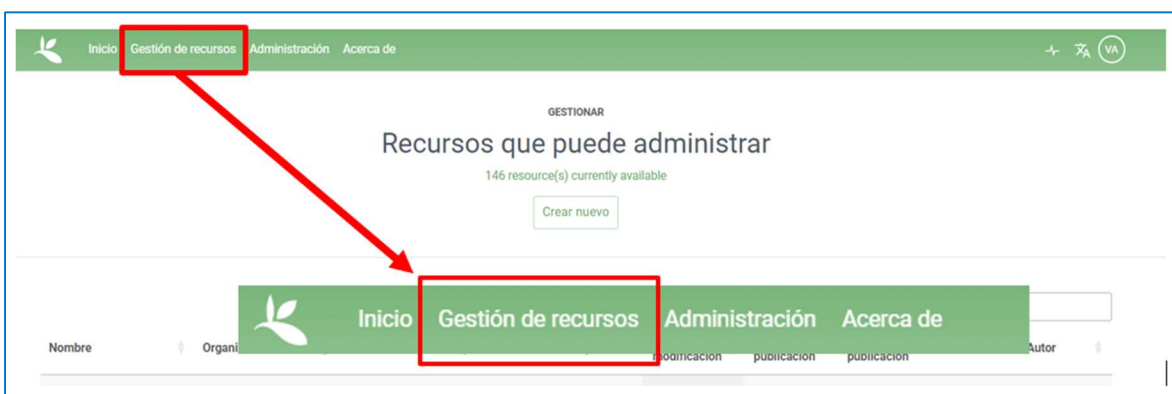 Inicio Gestión de recursos Administración Acerca de VA
GESTIONAR
Recursos que puede administrar
146 resource(s) currently available
Crear nuevo
Inicio Gestión de recursos Administración Acerca de
Nombre Organi modificación publicación publicación Autor